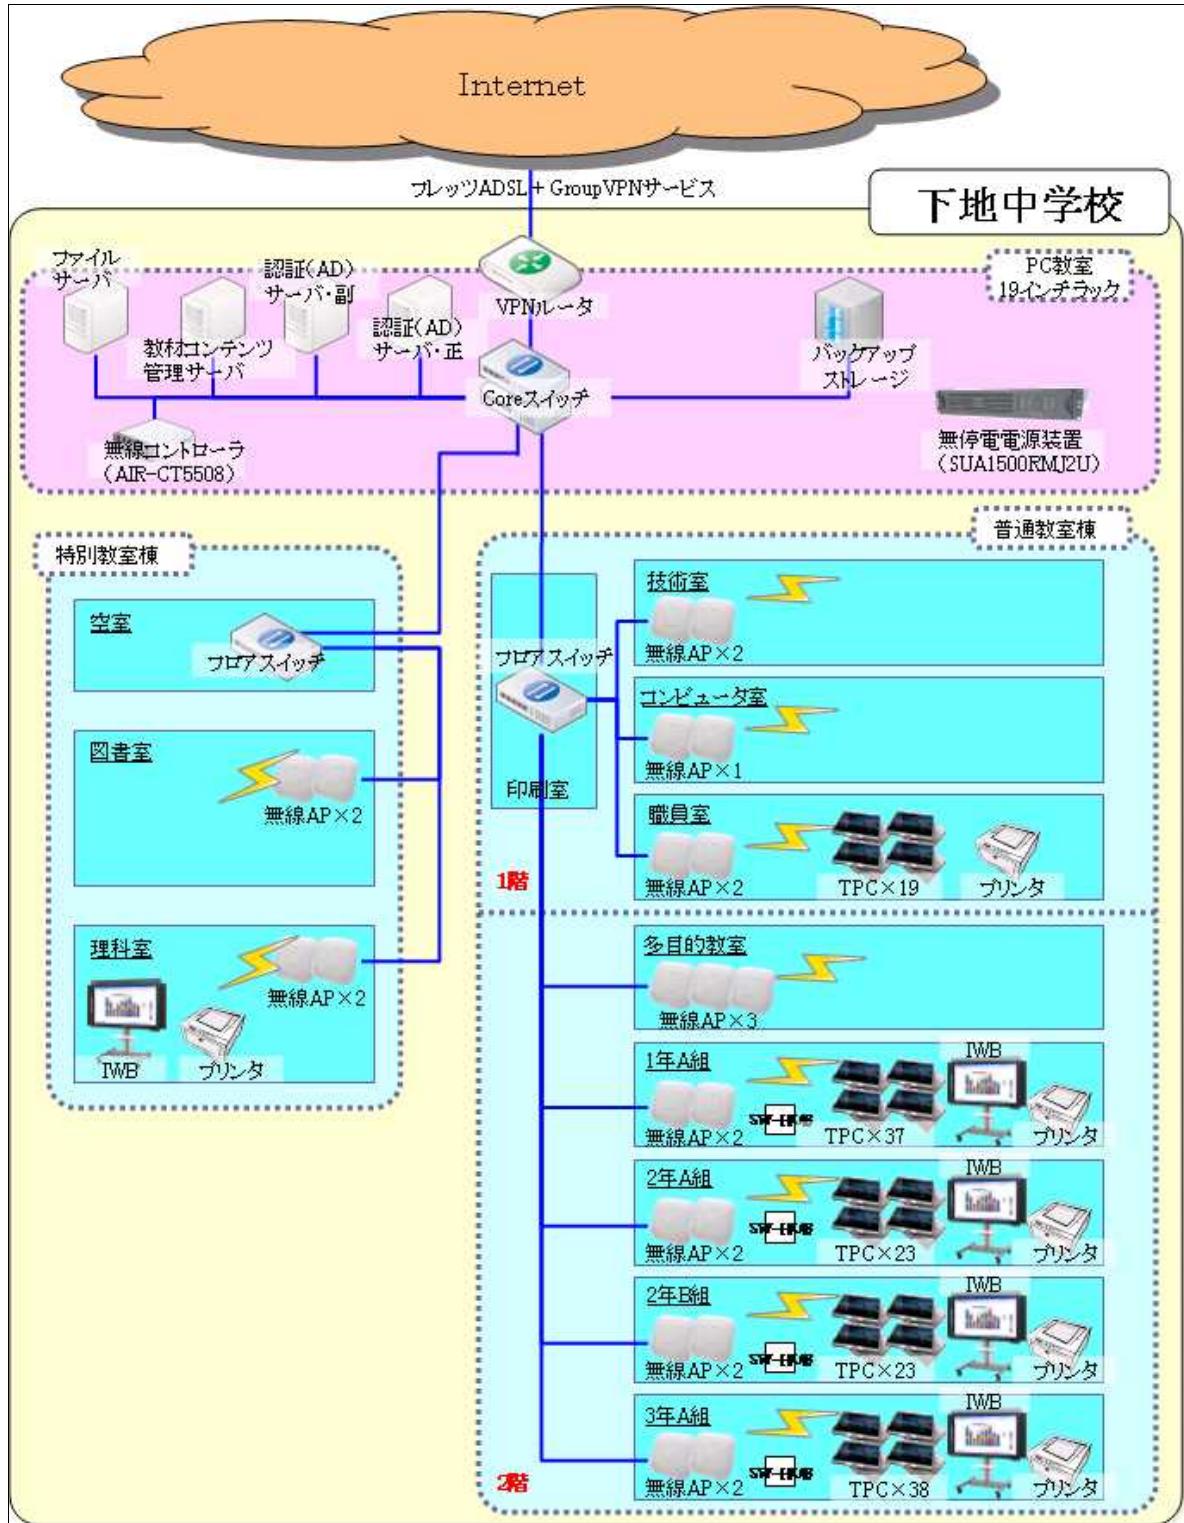 Internet
フレッツADSL + GroupVPNサービス
下地中学校
PC教室
19インチラック
ファイル
サーバ
教材コンテンツ
管理サーバ
認証(AD)
サーバ・副
認証(AD)
サーバ・正
VPNルータ
Coreスイッチ
バックアップ
ストレージ
無線コントローラ
(AIR-CT5508)
無停電電源装置
(SUA1500RMJ2U)
特別教室棟
空室
フロアスイッチ
図書室
無線AP×2
理科室
無線AP×2
IWB
プリンタ
普通教室棟
フロアスイッチ
印刷室
1階
技術室
無線AP×2
コンピュータ室
無線AP×1
職員室
無線AP×2
TPC×19
プリンタ
多目的教室
無線AP×3
1年A組
無線AP×2
SW-HUB
TPC×37
IWB
プリンタ
2年A組
無線AP×2
SW-HUB
TPC×23
IWB
プリンタ
2年B組
無線AP×2
SW-HUB
TPC×23
IWB
プリンタ
3年A組
無線AP×2
SW-HUB
TPC×38
IWB
プリンタ
2階